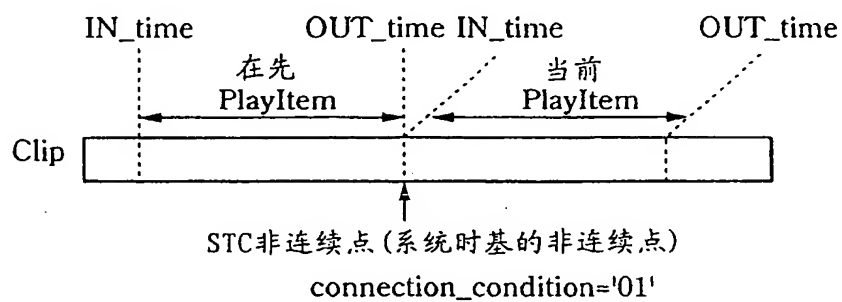 IN_time OUT_time IN_time OUT_time
在先 当前
PlayItem PlayItem
Clip
STC非连续点(系统时基的非连续点)
connection_condition='01'